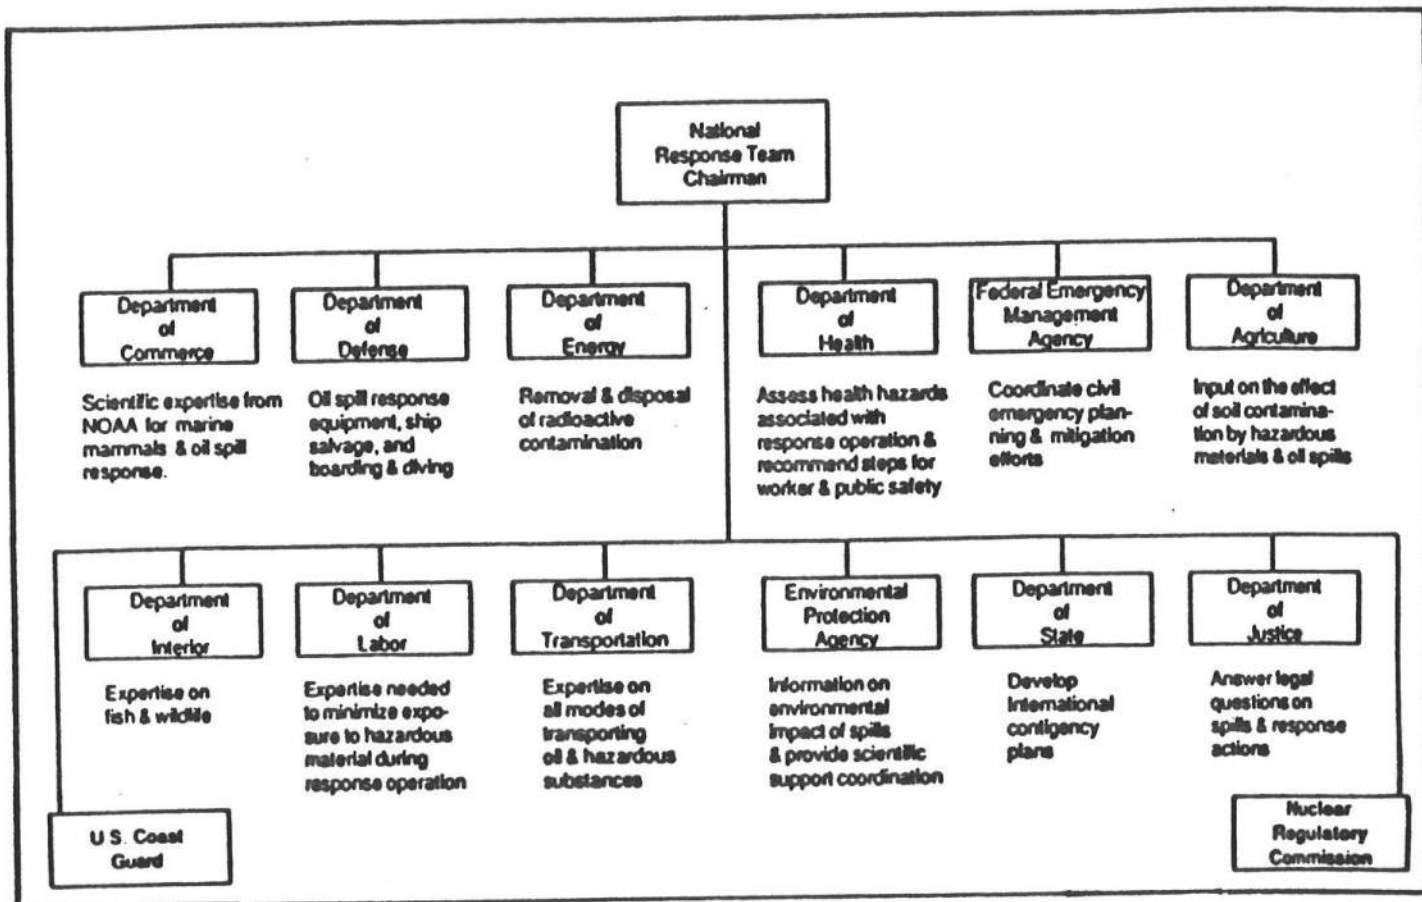 National
Response Team
Chairman
Department
of
Commerce
Scientific expertise from
NOAA for marine
mammals & oil spill
response.
Department
of
Defense
Oil spill response
equipment, ship
salvage, and
boarding & diving
Department
of
Energy
Removal & disposal
of radioactive
contamination
Department
of
Health
Assess health hazards
associated with
response operation &
recommend steps for
worker & public safety
Federal Emergency
Management
Agency
Coordinate civil
emergency plan-
ning & mitigation
efforts
Department
of
Agriculture
Input on the effect
of soil contamina-
tion by hazardous
materials & oil spills
Department
of
Interior
Expertise on
fish & wildlife
Department
of
Labor
Expertise needed
to minimize expo-
sure to hazardous
material during
response operation
Department
of
Transportation
Expertise on
all modes of
transporting
oil & hazardous
substances
Environmental
Protection
Agency
Information on
environmental
impact of spills
& provide scientific
support coordination
Department
of
State
Develop
International
contigency
plans
Department
of
Justice
Answer legal
questions on
spills & response
actions
U S. Coast
Guard
Nuclear
Regulatory
Commission